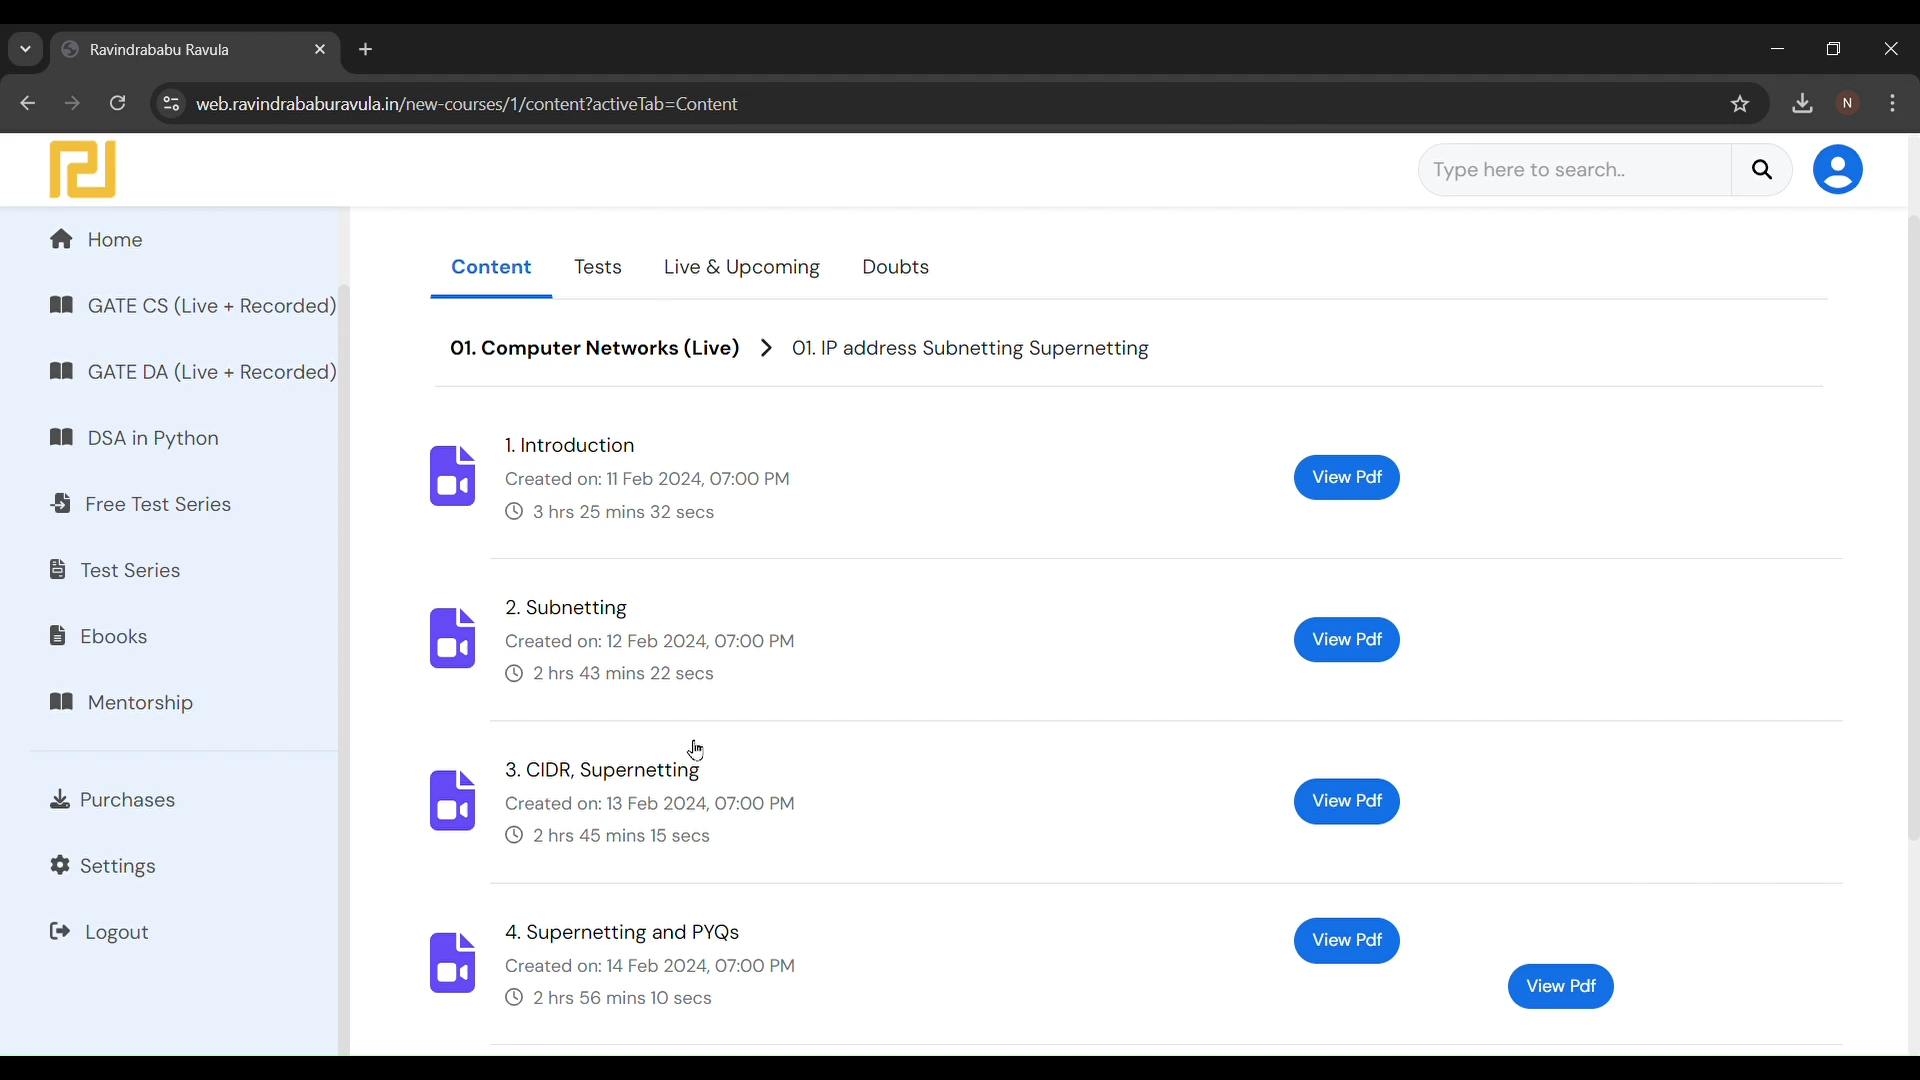 Ravindrababu Ravula
web.ravindrababuravula.in/new-courses/1/content?activeTab=Content
N
Type here to search..
Home
GATE CS (Live + Recorded)
GATE DA (Live + Recorded)
DSA in Python
Free Test Series
Test Series
Ebooks
Mentorship
Purchases
Settings
Logout
Content Tests Live & Upcoming Doubts
01. Computer Networks (Live) 01. IP address Subnetting Supernetting
1. Introduction
Created on: 11 Feb 2024, 07:00 PM
3 hrs 25 mins 32 secs
View Pdf
2. Subnetting
Created on: 12 Feb 2024, 07:00 PM
2 hrs 43 mins 22 secs
View Pdf
3. CIDR, Supernetting
Created on: 13 Feb 2024, 07:00 PM
2 hrs 45 mins 15 secs
View Pdf
4. Supernetting and PYQs
Created on: 14 Feb 2024, 07:00 PM
2 hrs 56 mins 10 secs
View Pdf
View Pdf